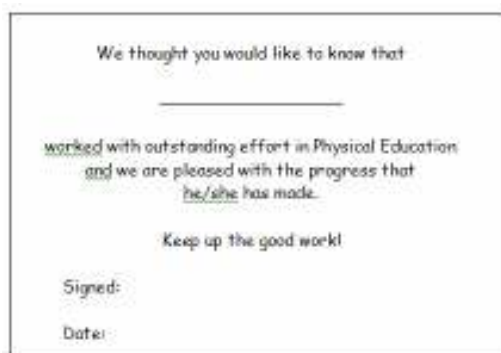 We thought you would like to know that
____________________
worked with outstanding effort in Physical Education
and we are pleased with the progress that
he/she has made.
Keep up the good work!
Signed:
Date: